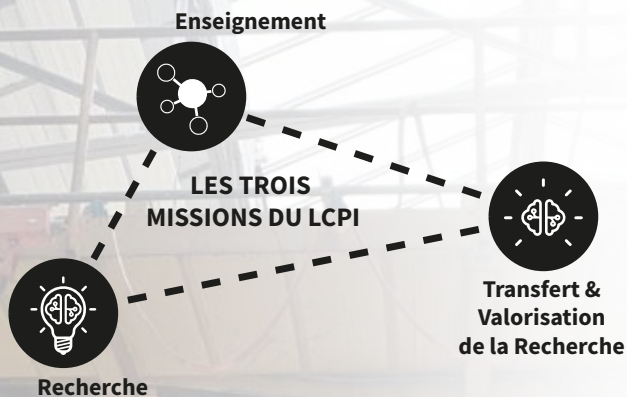 Enseignement
LES TROIS
MISSIONS DU LCPI
Transfert &
Valorisation
de la Recherche
Recherche